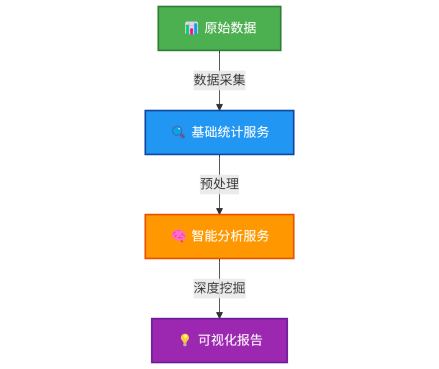 📊 原始数据
数据采集
🔍 基础统计服务
预处理
🧠 智能分析服务
深度挖掘
💡 可视化报告